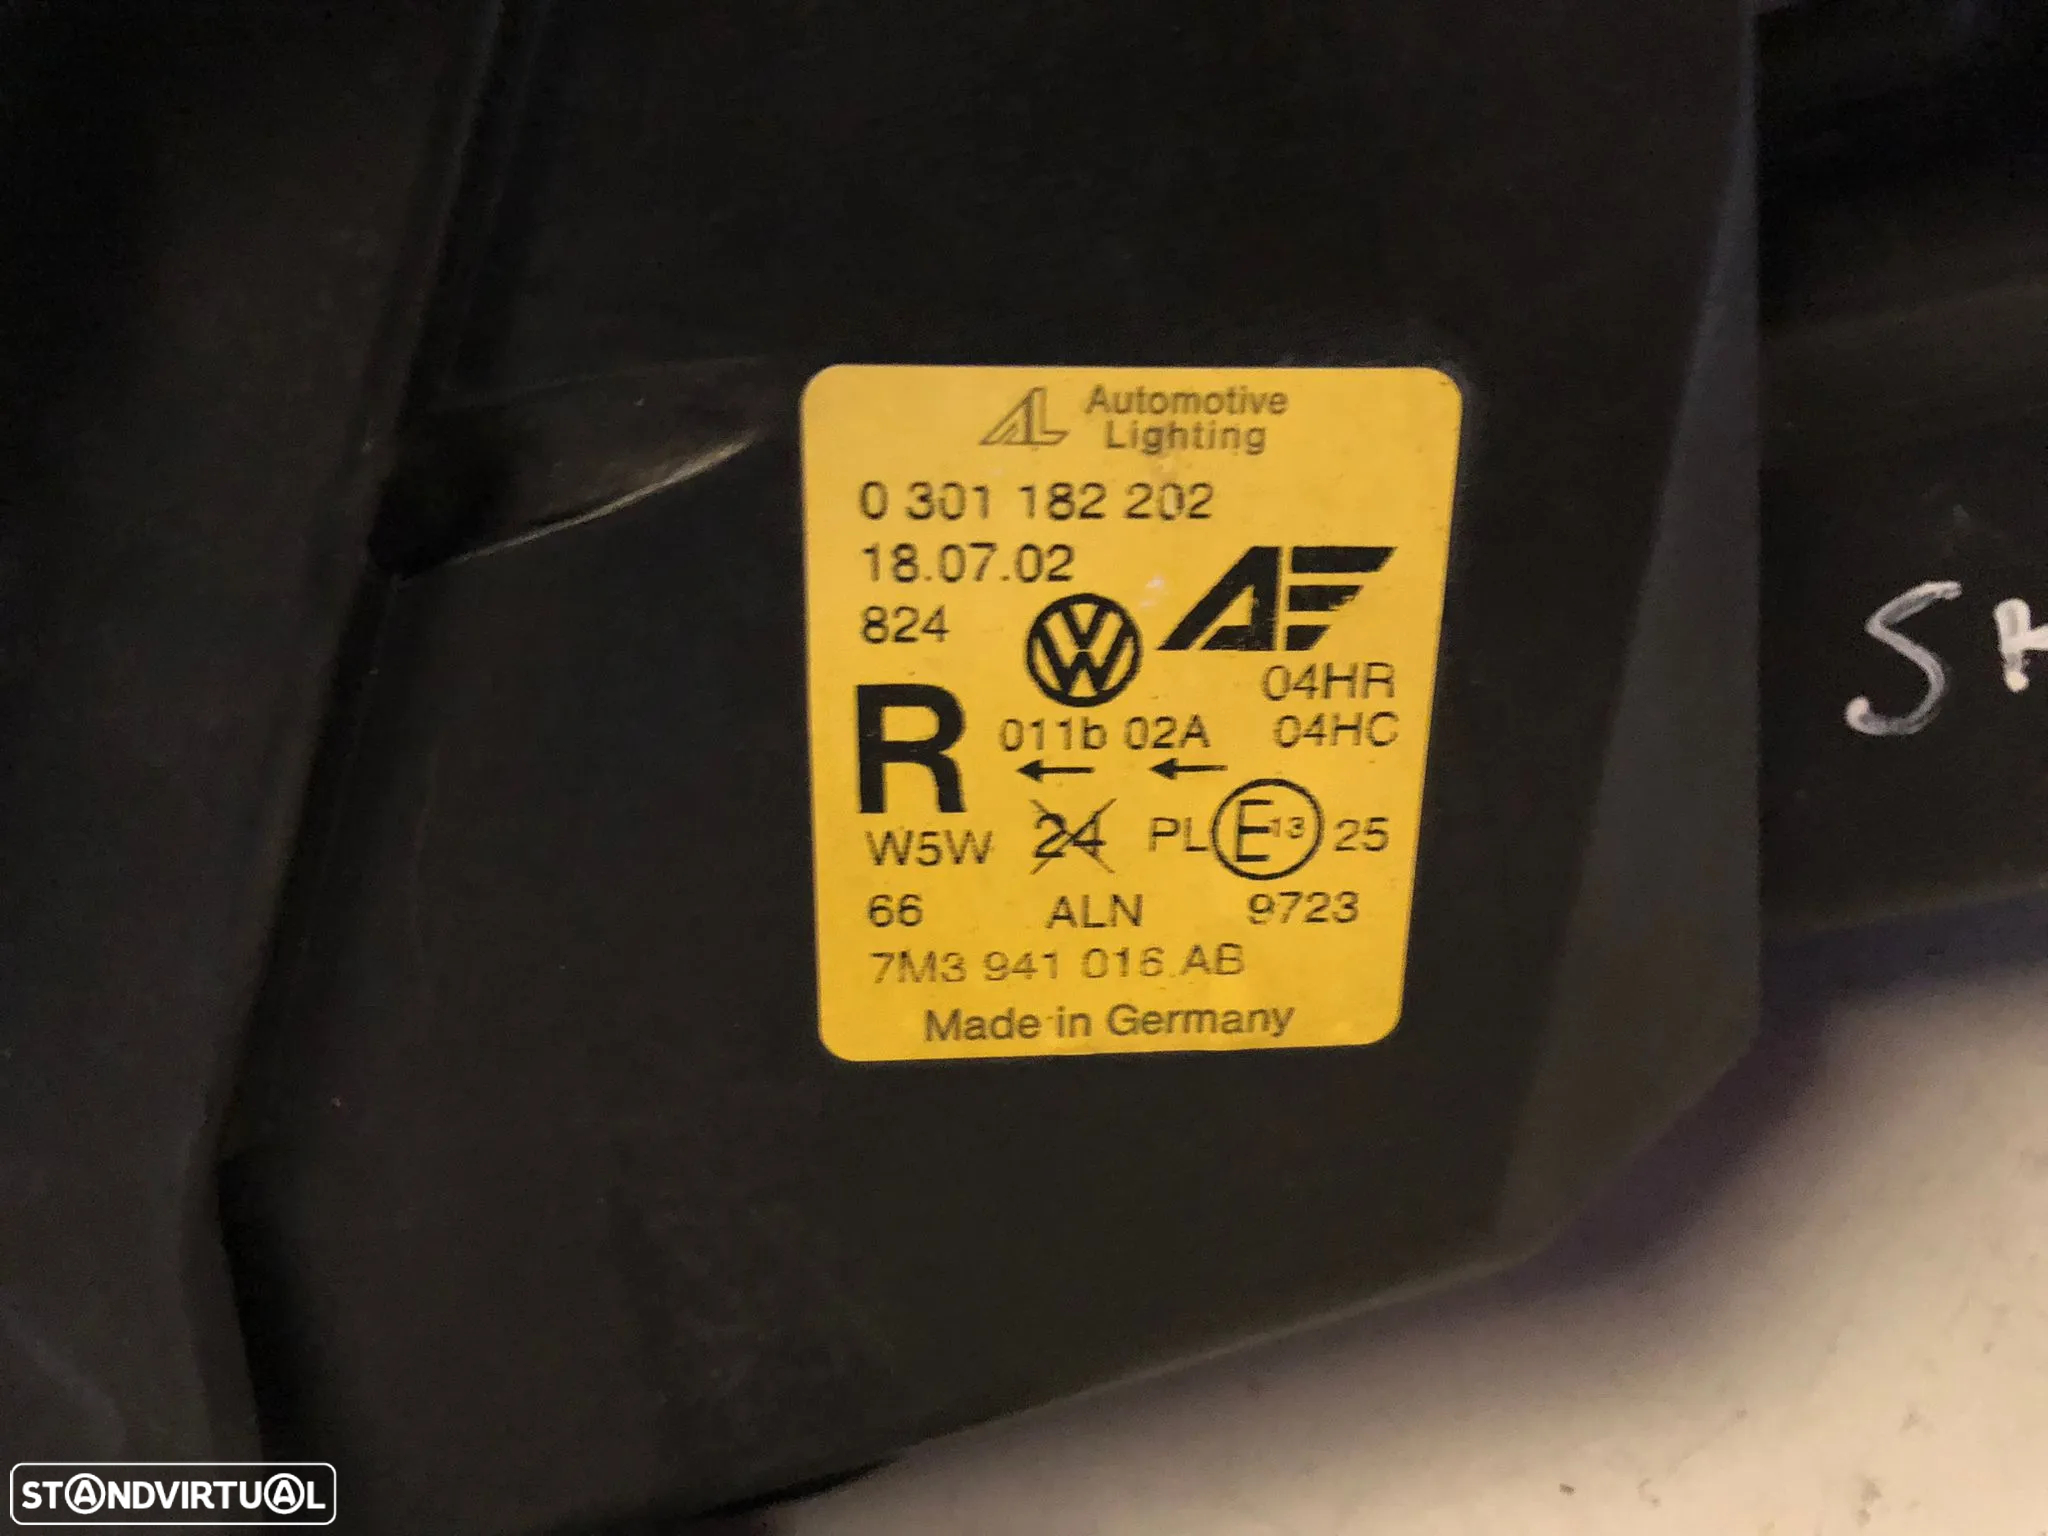 AL Automotive
Lighting
0 301 182 202
18.07.02
824
04HR
R 011b 02A 04HC
W5W 24 PL E13 25
66 ALN 9723
7M3 941 016 AB
Made in Germany
STANDVIRTUAL